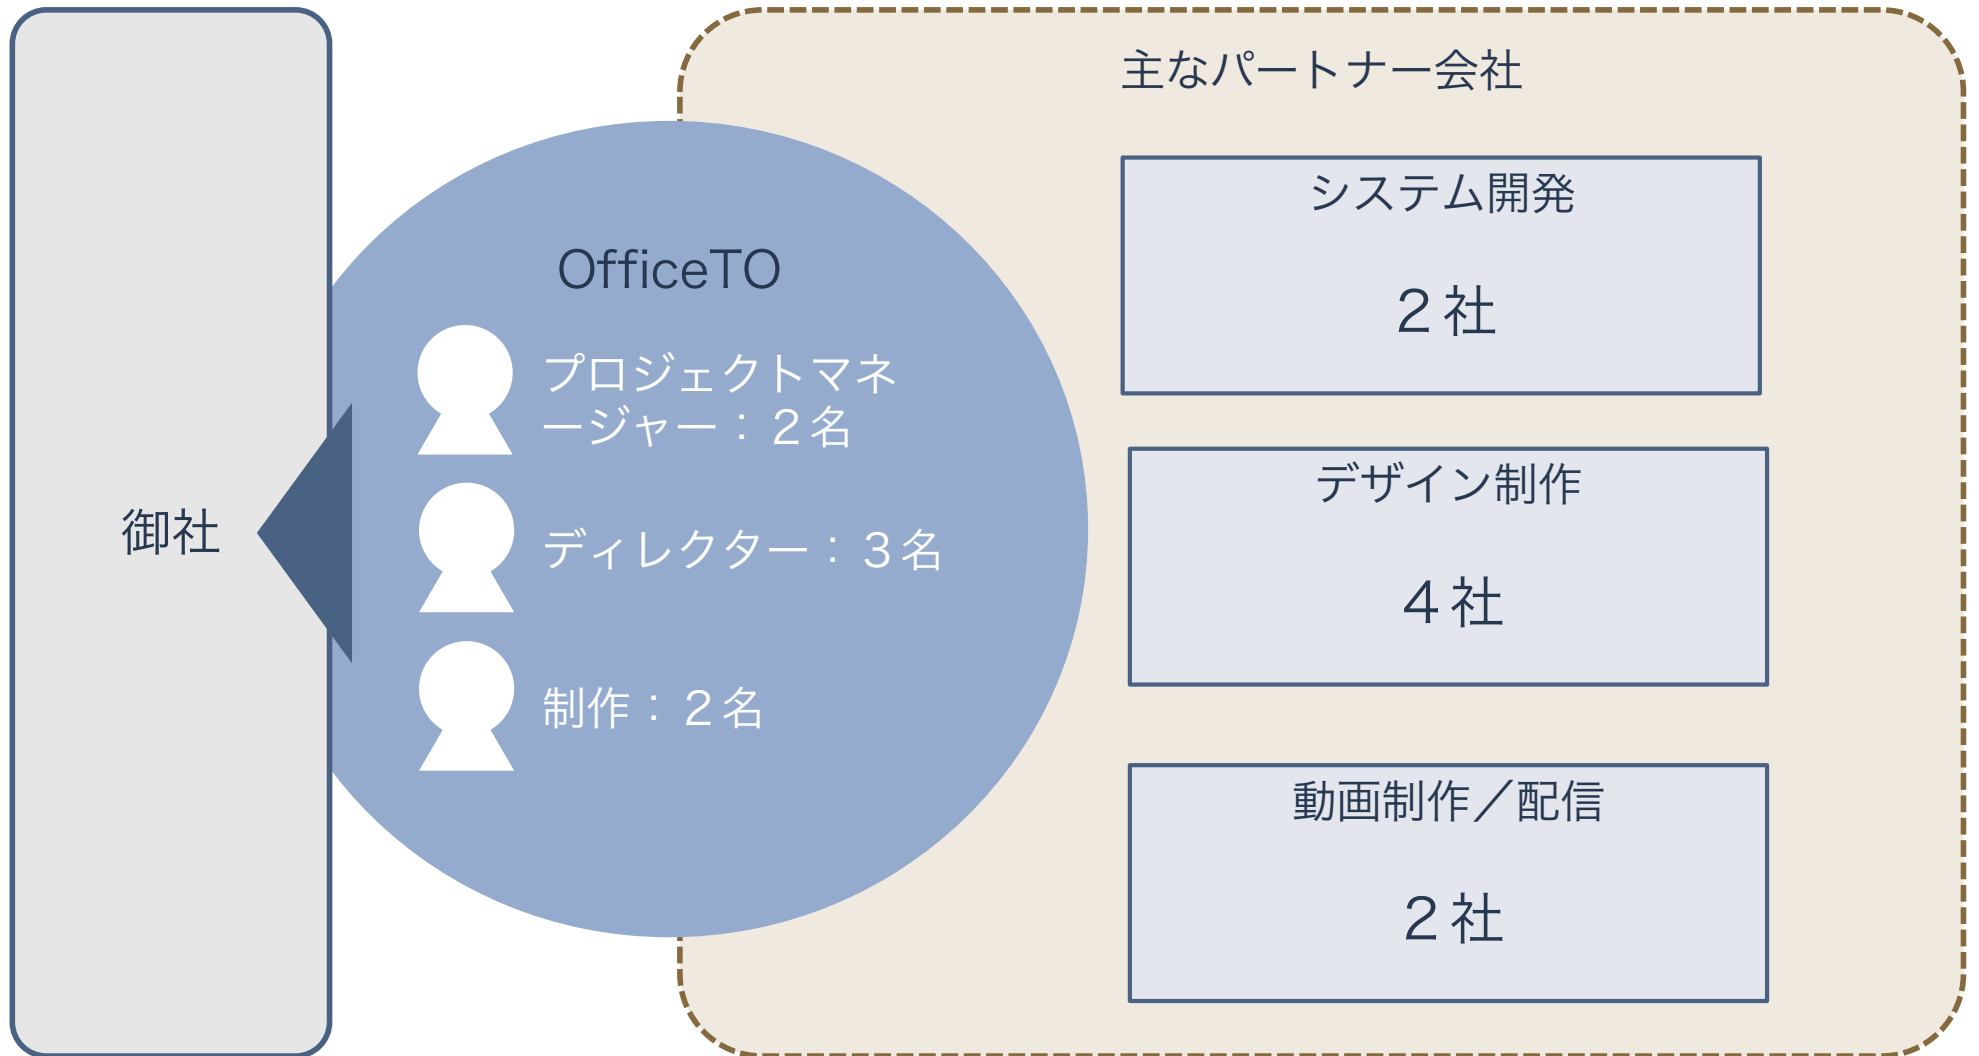 御社
OfficeTO
プロジェクトマネ
ージャー：２名
ディレクター：３名
制作：２名
主なパートナー会社
システム開発
２社
デザイン制作
４社
動画制作／配信
２社